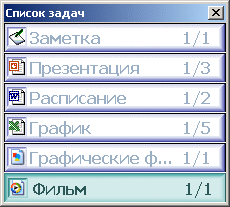 Список задач
Заметка 1/1
Презентация 1/3
Расписание 1/2
График 1/5
Графические ф... 1/1
Фильм 1/1